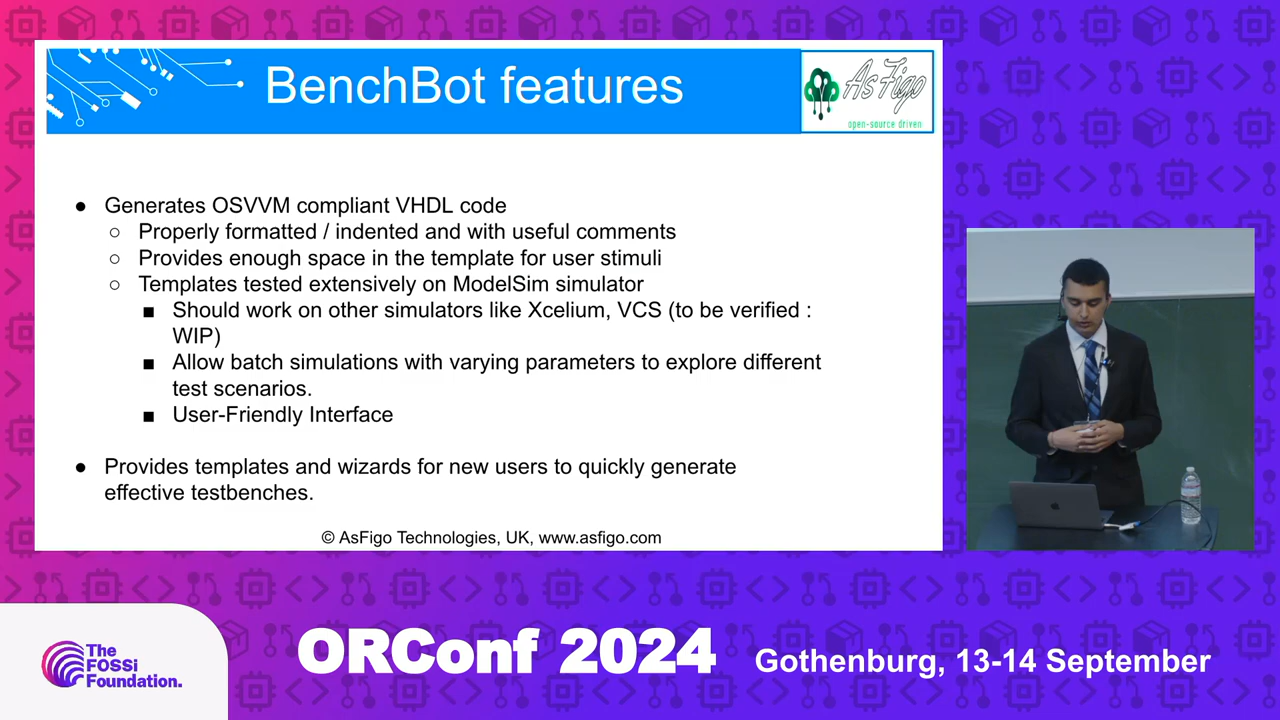 BenchBot features
AsFigo
open-source driven
● Generates OSVVM compliant VHDL code
○ Properly formatted / indented and with useful comments
○ Provides enough space in the template for user stimuli
○ Templates tested extensively on ModelSim simulator
■ Should work on other simulators like Xcelium, VCS (to be verified :
WIP)
■ Allow batch simulations with varying parameters to explore different
test scenarios.
■ User-Friendly Interface
● Provides templates and wizards for new users to quickly generate
effective testbenches.
© AsFigo Technologies, UK, www.asfigo.com
The
FOSSi
Foundation.
ORConf 2024
Gothenburg, 13-14 September